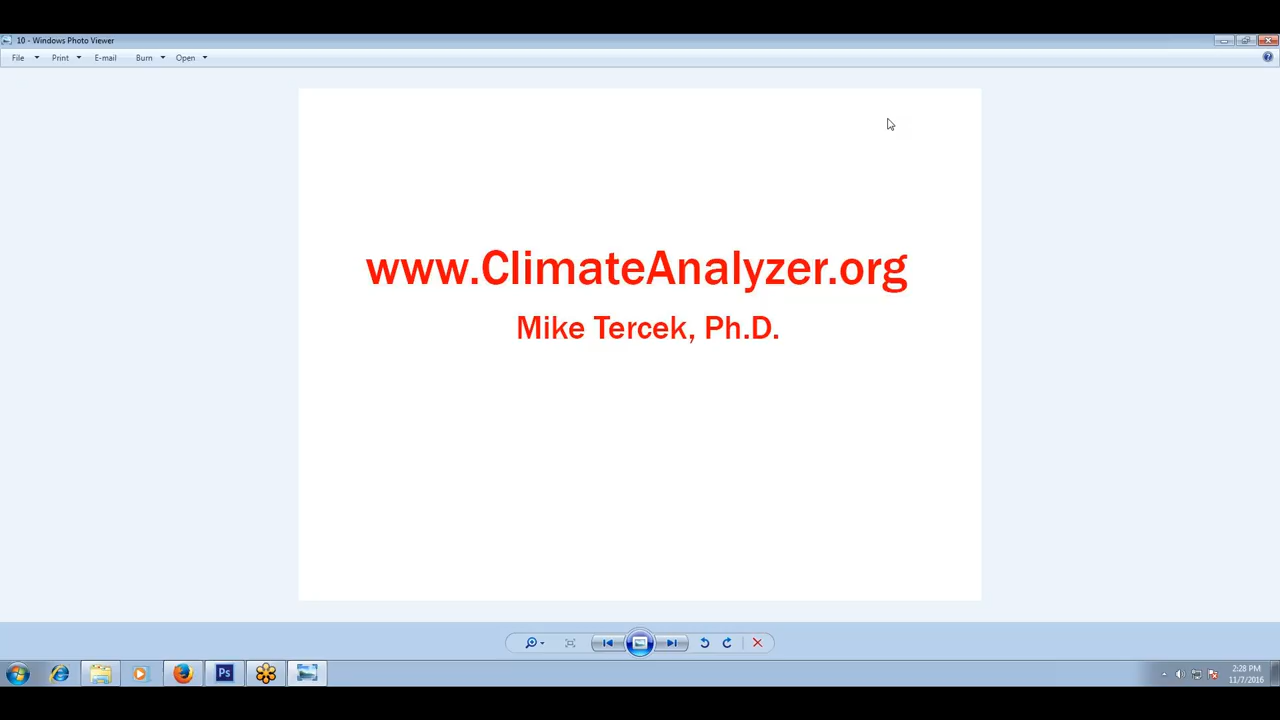 10 - Windows Photo Viewer
File Print E-mail Burn Open
www.ClimateAnalyzer.org
Mike Tercek, Ph.D.
Ps
2:28 PM
11/7/2016